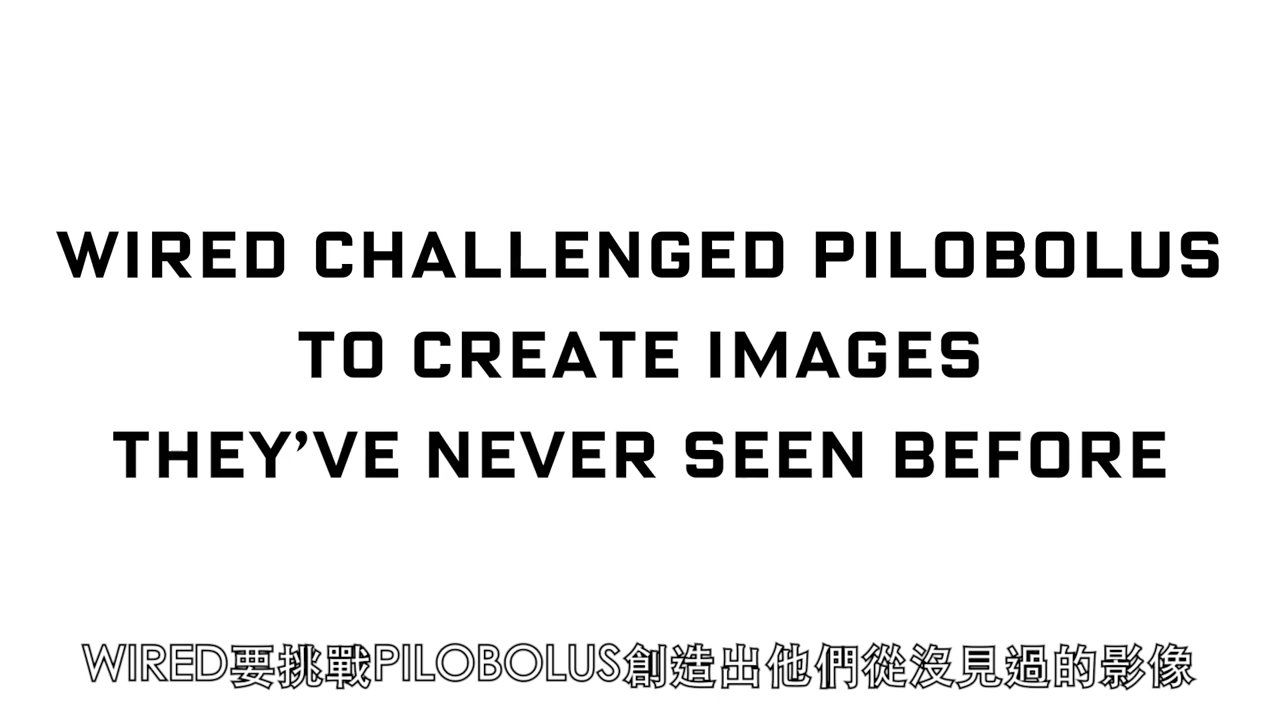 WIRED CHALLENGED PILOBOLUS
TO CREATE IMAGES
THEY’VE NEVER SEEN BEFORE
WIRED要挑戰PILOBOLUS創造出他們從沒見過的影像